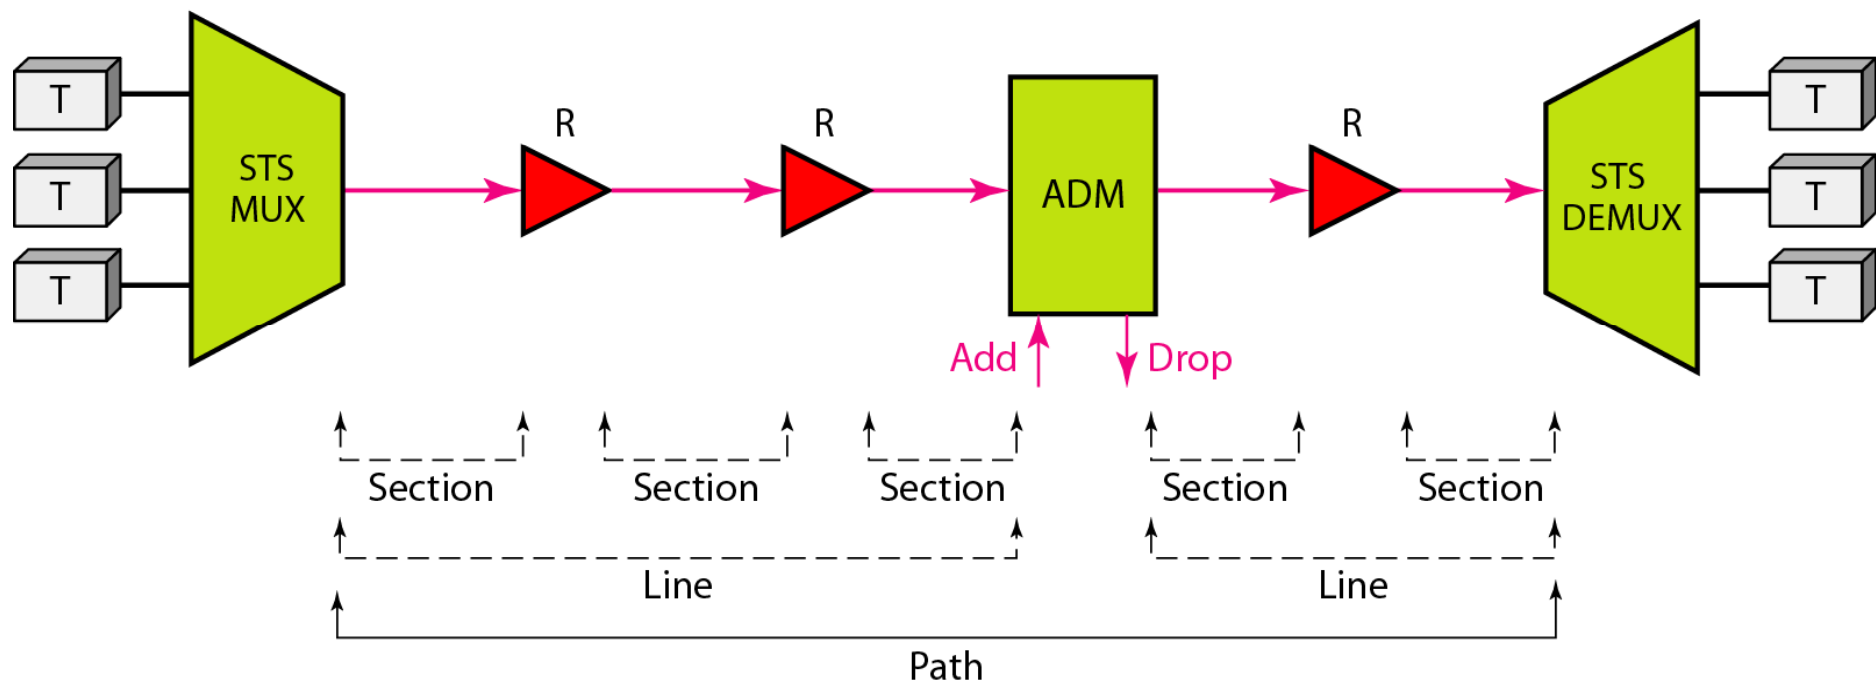 T
T
T
STS
MUX
R
R
ADM
R
STS
DEMUX
T
T
T
Add
Drop
Section
Section
Section
Section
Section
Line
Line
Path